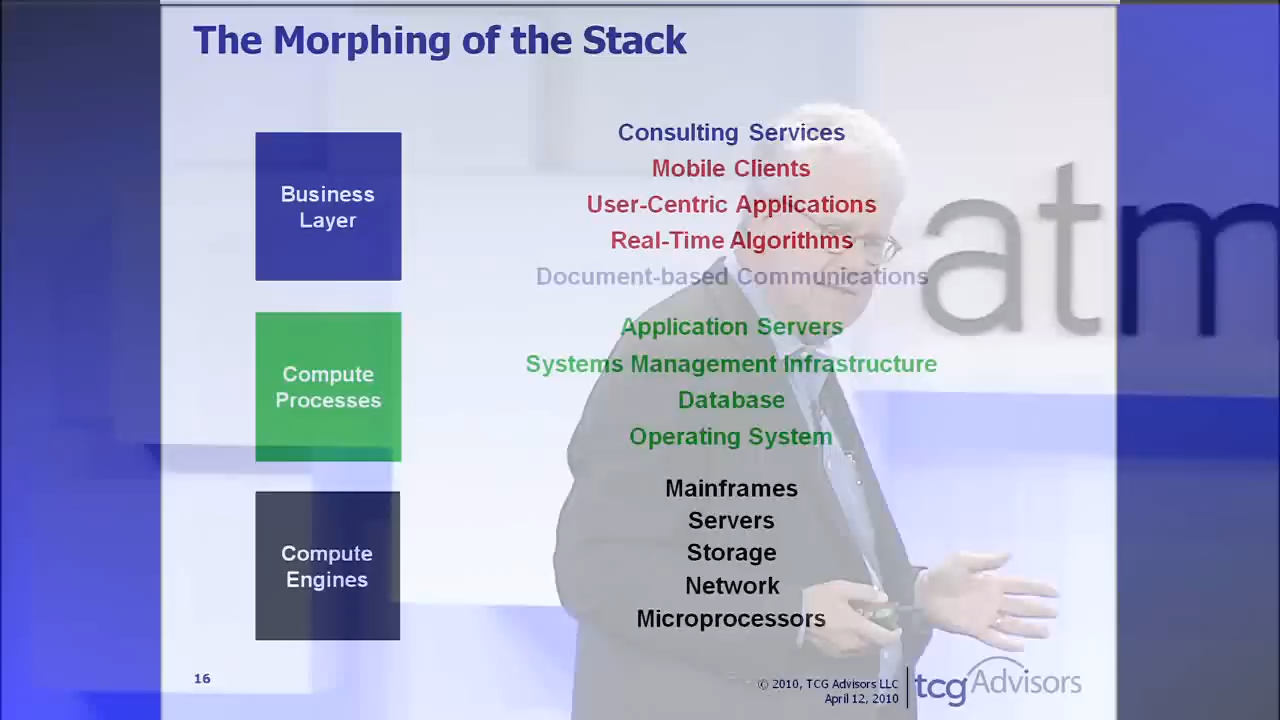 The Morphing of the Stack
Business
Layer
Consulting Services
Mobile Clients
User-Centric Applications
Real-Time Algorithms
Document-based Communications
Compute
Processes
Application Servers
Systems Management Infrastructure
Database
Operating System
Compute
Engines
Mainframes
Servers
Storage
Network
Microprocessors
atm
16
© 2010, TCG Advisors LLC
April 12, 2010
tcgAdvisors